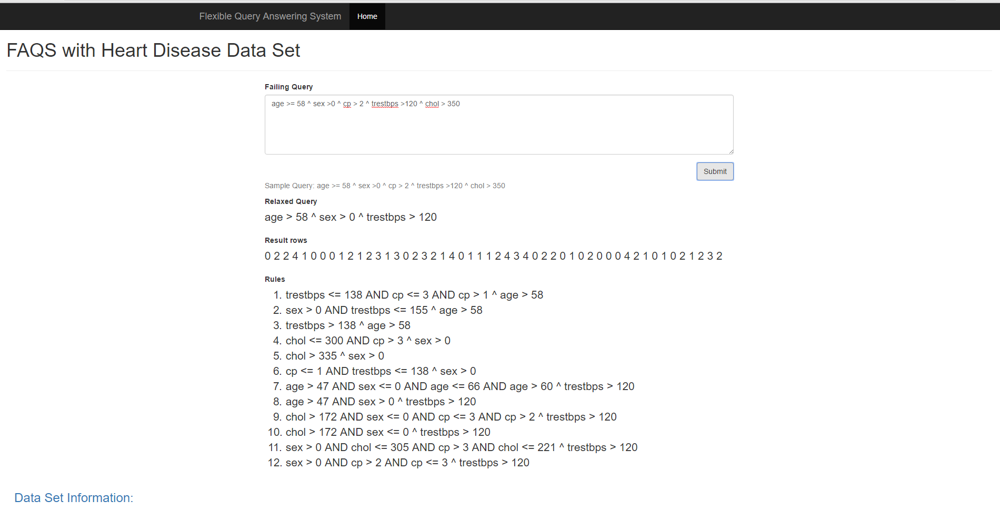 Flexible Query Answering System Home
FAQS with Heart Disease Data Set
Failing Query
age >= 58 ^ sex >0 ^ cp > 2 ^ trestbps >120 ^ chol > 350
Submit
Sample Query: age >= 58 ^ sex >0 ^ cp > 2 ^ trestbps >120 ^ chol > 350
Relaxed Query
age > 58 ^ sex > 0 ^ trestbps > 120
Result rows
0 2 2 4 1 0 0 0 1 2 1 2 3 1 3 0 2 3 2 1 4 0 1 1 1 2 4 3 4 0 2 2 0 1 0 2 0 0 0 4 2 1 0 1 0 2 1 2 3 2
Rules
1. trestbps <= 138 AND cp <= 3 AND cp > 1 ^ age > 58
2. sex > 0 AND trestbps <= 155 ^ age > 58
3. trestbps > 138 ^ age > 58
4. chol <= 300 AND cp > 3 ^ sex > 0
5. chol > 335 ^ sex > 0
6. cp <= 1 AND trestbps <= 138 ^ sex > 0
7. age > 47 AND sex <= 0 AND age <= 66 AND age > 60 ^ trestbps > 120
8. age > 47 AND sex > 0 ^ trestbps > 120
9. chol > 172 AND sex <= 0 AND cp <= 3 AND cp > 2 ^ trestbps > 120
10. chol > 172 AND sex <= 0 ^ trestbps > 120
11. sex > 0 AND chol <= 305 AND cp > 3 AND chol <= 221 ^ trestbps > 120
12. sex > 0 AND cp > 2 AND cp <= 3 ^ trestbps > 120
Data Set Information: